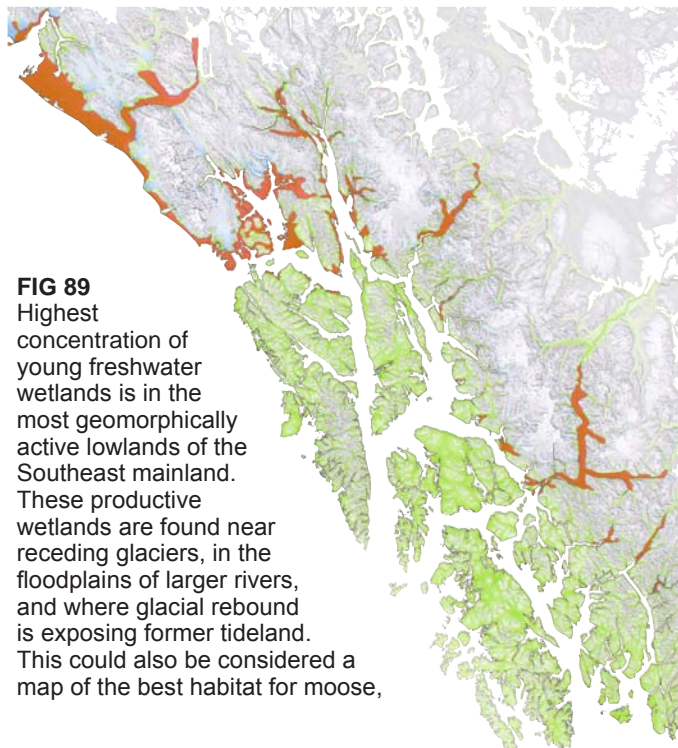 FIG 89
Highest
concentration of
young freshwater
wetlands is in the
most geomorphically
active lowlands of the
Southeast mainland.
These productive
wetlands are found near
receding glaciers, in the
floodplains of larger rivers,
and where glacial rebound
is exposing former tideland.
This could also be considered a
map of the best habitat for moose,